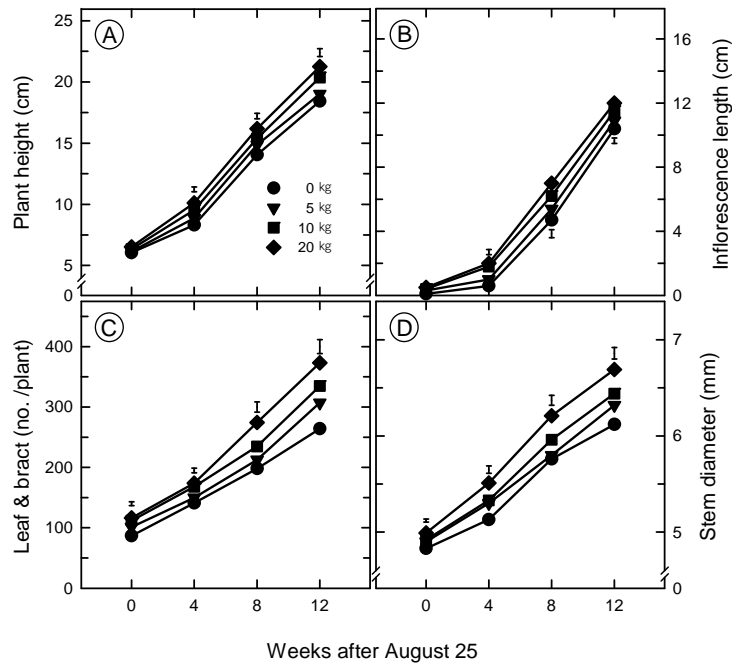 A
B
25
20
15
10
5
0
Plant height (cm)
0 kg
5 kg
10 kg
20 kg
16
12
8
4
0
Inflorescence length (cm)
C
D
400
300
200
100
0
Leaf & bract (no. /plant)
7
6
5
0
Stem diameter (mm)
0 4 8 12
0 4 8 12
Weeks after August 25